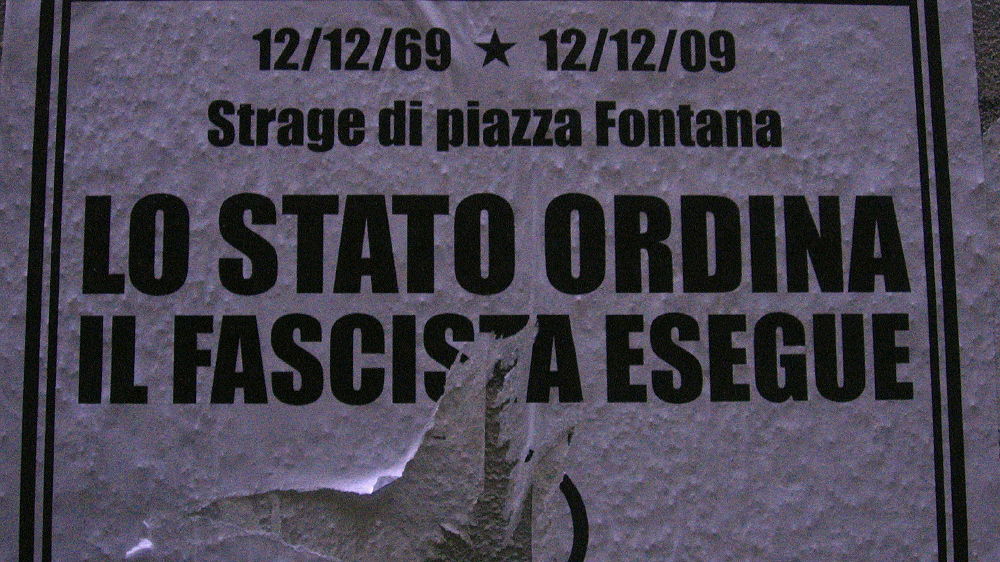 12/12/69 ★ 12/12/09
Strage di piazza Fontana
LO STATO ORDINA
IL FASCISTA ESEGUE